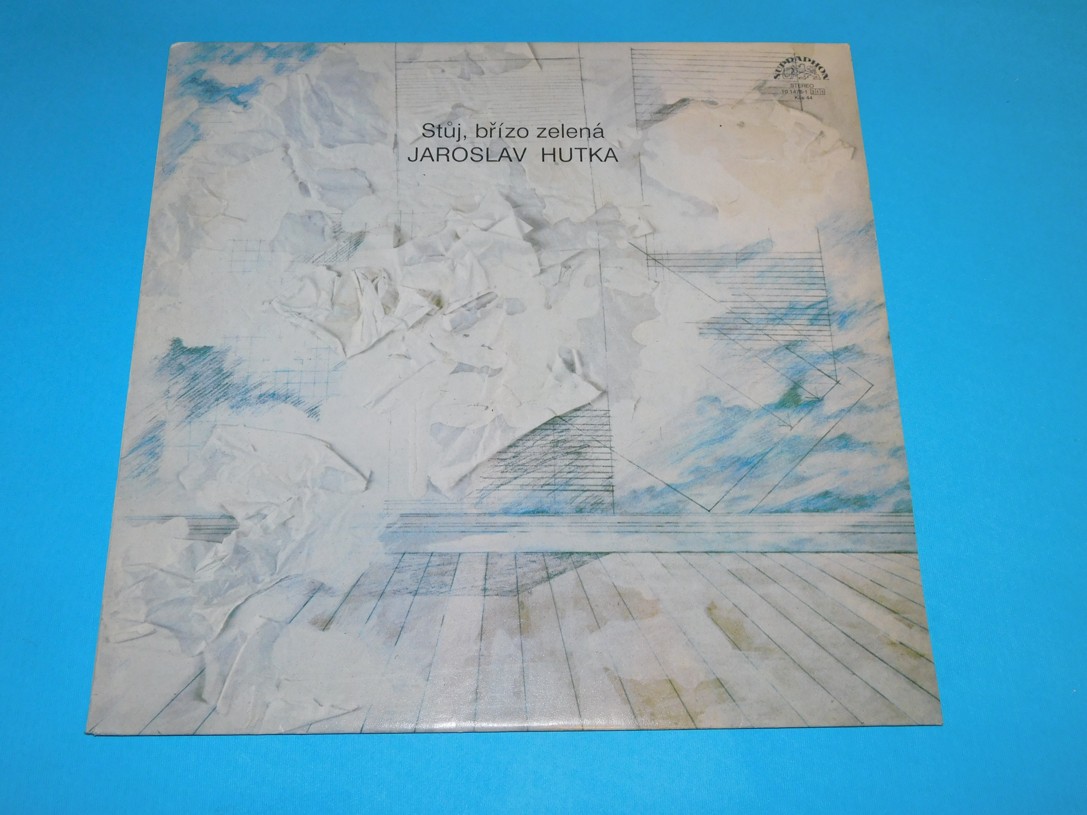 Stůj, břízo zelená
JAROSLAV HUTKA
SUPRAPHON
STEREO